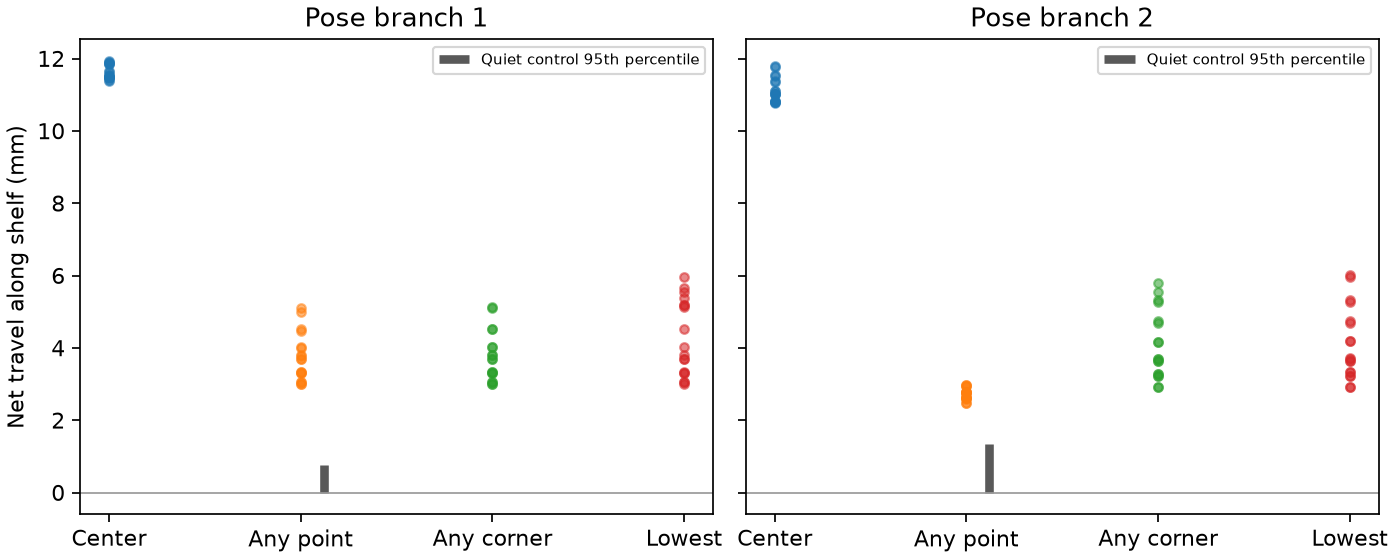 Pose branch 1
Net travel along shelf (mm)
12
10
8
6
4
2
0
Quiet control 95th percentile
Center Any point Any corner Lowest
Pose branch 2
Quiet control 95th percentile
Center Any point Any corner Lowest